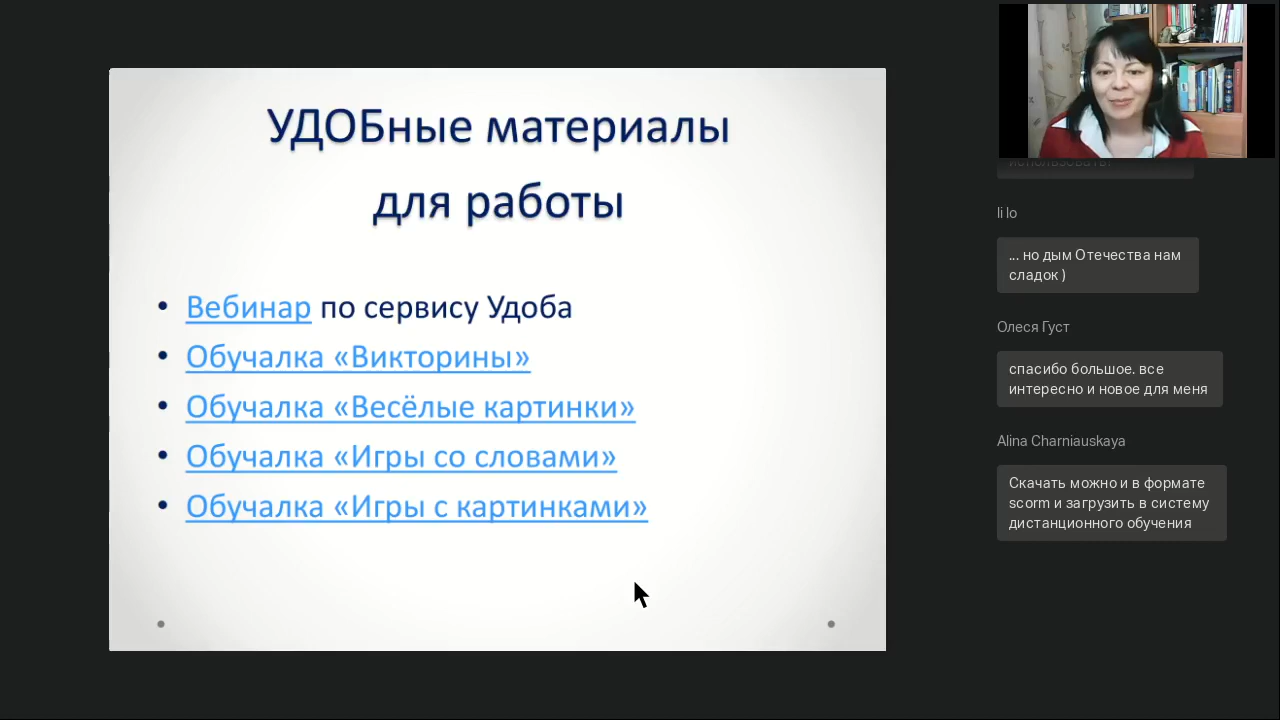 УДОБные материалы
для работы
• Вебинар по сервису Удоба
• Обучалка «Викторины»
• Обучалка «Весёлые картинки»
• Обучалка «Игры со словами»
• Обучалка «Игры с картинками»
использовать!
li lo
... но дым Отечества нам
сладок )
Олеся Густ
спасибо большое. все
интересно и новое для меня
Alina Charniauskaya
Скачать можно и в формате
scorm и загрузить в систему
дистанционного обучения